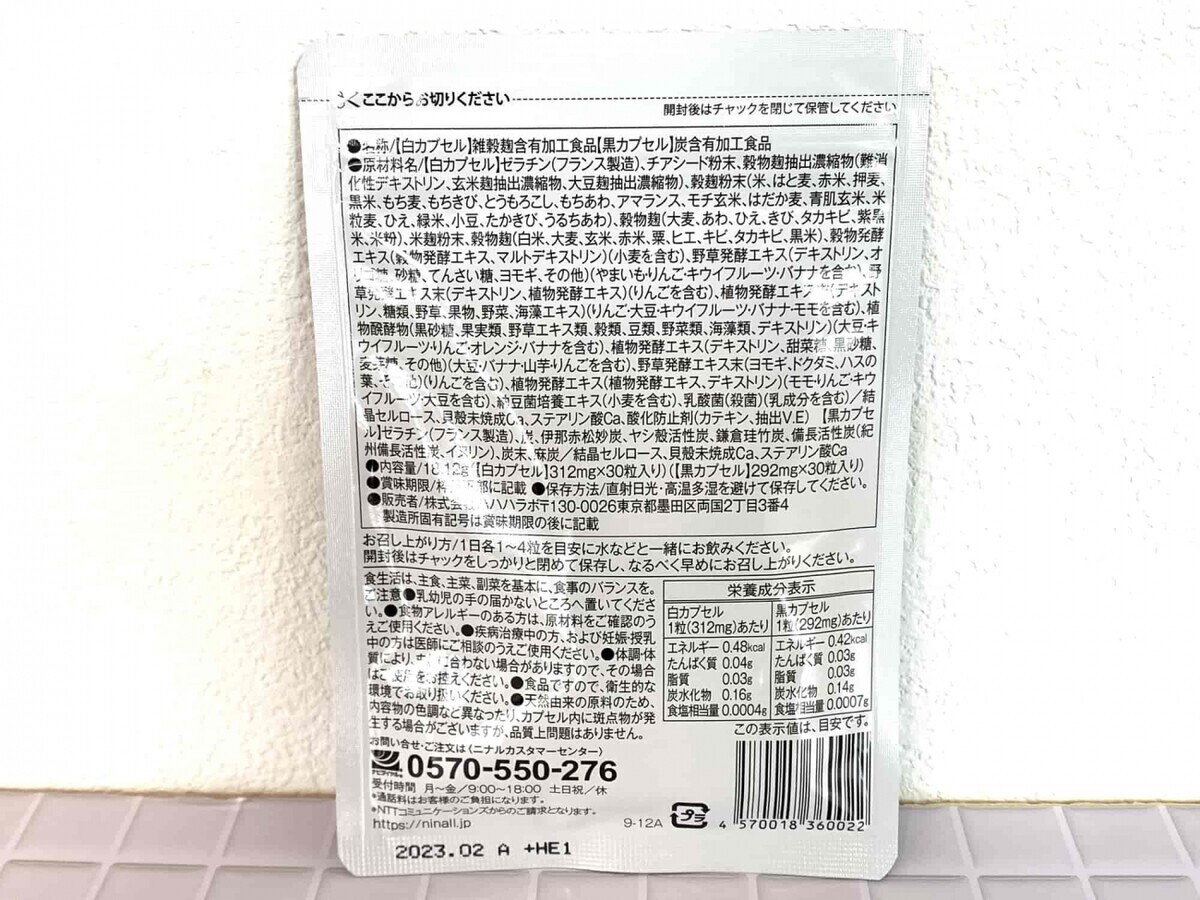 ここからお切りください
開封後はチャックを閉じて保管してください
名称/【白カプセル】雑穀麹含有加工食品【黒カプセル】炭含有加工食品
●原材料名/【白カプセル】ゼラチン(フランス製造)、チアシード粉末、穀物麹抽出濃縮物(難消
化性デキストリン、玄米麹抽出濃縮物、大豆麹抽出濃縮物)、穀麹粉末(米、はと麦、赤米、押麦、
黒米、もち麦、もちきび、とうもろこし、もちあわ、アマランス、モチ玄米、はだか麦、青肌玄米、米
粒麦、ひえ、緑米、小豆、たかきび、うるちあわ)、穀物麹(大麦、あわ、ひえ、きび、タカキビ、紫黒
米、米粉)、米麹粉末、穀物麹(白米、大麦、玄米、赤米、粟、ヒエ、キビ、タカキビ、黒米)、穀物発酵
エキス(穀物発酵エキス、マルトデキストリン)(小麦を含む)、野草発酵エキス(デキストリン、オ
リゴ糖、砂糖、てんさい糖、ヨモギ、その他)(やまいも・りんご・キウイフルーツ・バナナを含む)、野
草発酵エキス末(デキストリン、植物発酵エキス)(りんごを含む)、植物発酵エキス末(デキスト
リン、糖類、野草、果物、野菜、海藻エキス)(りんご・大豆・キウイフルーツ・バナナ・モモを含む)、植
物醗酵物(黒砂糖、果実類、野草エキス類、穀類、豆類、野菜類、海藻類、デキストリン)(大豆・キ
ウイフルーツ・りんご・オレンジ・バナナを含む)、植物発酵エキス(デキストリン、甜菜糖、黒砂糖、
麦芽糖、その他)(大豆・バナナ・山芋・りんごを含む)、野草発酵エキス末(ヨモギ、ドクダミ、ハスの
葉、その他)(りんごを含む)、植物発酵エキス(植物発酵エキス、デキストリン)(モモ・りんご・キウ
イフルーツ・大豆を含む)、納豆菌培養エキス(小麦を含む)、乳酸菌(殺菌)(乳成分を含む)/結
晶セルロース、貝殻未焼成Ca、ステアリン酸Ca、酸化防止剤(カテキン、抽出V.E) 【黒カプセ
ル】ゼラチン(フランス製造)、炭、伊那赤松妙炭、ヤシ殻活性炭、鎌倉珪竹炭、備長活性炭(紀
州備長活性炭、イヌリン)、炭末、麻炭/結晶セルロース、貝殻未焼成Ca、ステアリン酸Ca
●内容量/18.12g(【白カプセル】312mg×30粒入り)(【黒カプセル】292mg×30粒入り)
●賞味期限/枠外下部に記載 ●保存方法/直射日光・高温多湿を避けて保存してください。
●販売者/株式会社ハハハラボ〒130-0026東京都墨田区両国2丁目3番4
製造所固有記号は賞味期限の後に記載
お召し上がり方/1日各1〜4粒を目安に水などと一緒にお飲みください。
開封後はチャックをしっかりと閉めて保存し、なるべく早めにお召し上がりください。
食生活は、主食、主菜、副菜を基本に、食事のバランスを。
ご注意●乳幼児の手の届かないところへ置いてくださ
い。●食物アレルギーのある方は、原材料をご確認のう
えご使用ください。●疾病治療中の方、および妊娠・授乳
中の方は医師にご相談のうえご使用ください。●体調・体
質により、まれに合わない場合がありますので、その場合
はご使用をお控えください。●食品ですので、衛生的な
環境でお取り扱いください。●天然由来の原料のため、
内容物の色調など異なったり、カプセル内に斑点物が発
生する場合がございますが、品質上問題はありません。
栄養成分表示
白カプセル
1粒(312mg)あたり
エネルギー 0.48kcal
たんぱく質 0.04g
脂質 0.03g
炭水化物 0.16g
食塩相当量 0.0004g
黒カプセル
1粒(292mg)あたり
エネルギー 0.42kcal
たんぱく質 0.03g
脂質 0.03g
炭水化物 0.14g
食塩相当量 0.0007g
この表示値は、目安です。
お問い合せ・ご注文は(ニナルカスタマーセンター)
0570-550-276
受付時間 月〜金/9:00〜18:00 土日祝/休
*通話料はお客様のご負担になります。
*NTTコミュニケーションズからのご請求となります。
https://ninall.jp
9-12A
プラ
4 570018 360022
2023.02 A +HE1